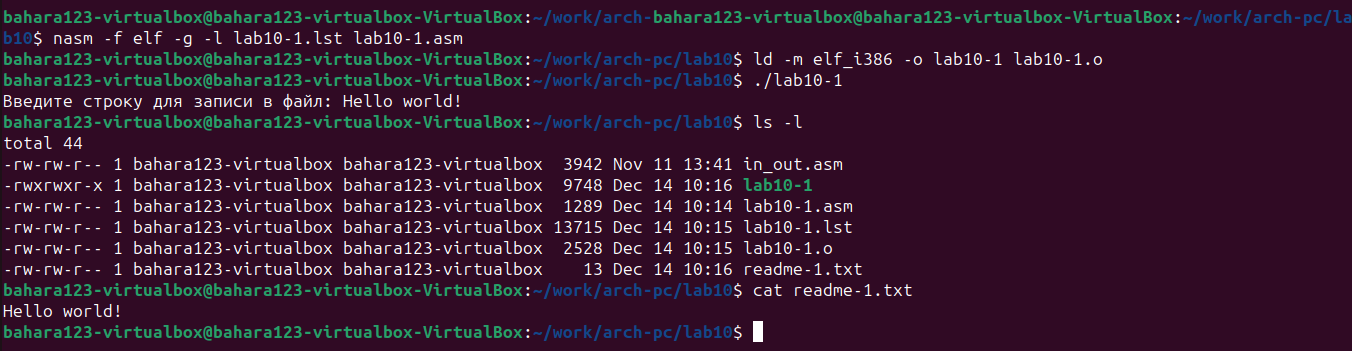 bahara123-virtualbox@bahara123-virtualbox-VirtualBox:~/work/arch-bahara123-virtualbox@bahara123-virtualbox-VirtualBox:~/work/arch-pc/la
b10$ nasm -f elf -g -l lab10-1.lst lab10-1.asm
bahara123-virtualbox@bahara123-virtualbox-VirtualBox:~/work/arch-pc/lab10$ ld -m elf_i386 -o lab10-1 lab10-1.o
bahara123-virtualbox@bahara123-virtualbox-VirtualBox:~/work/arch-pc/lab10$ ./lab10-1
Введите строку для записи в файл: Hello world!
bahara123-virtualbox@bahara123-virtualbox-VirtualBox:~/work/arch-pc/lab10$ ls -l
total 44
-rw-rw-r-- 1 bahara123-virtualbox bahara123-virtualbox  3942 Nov 11 13:41 in_out.asm
-rwxrwxr-x 1 bahara123-virtualbox bahara123-virtualbox  9748 Dec 14 10:16 lab10-1
-rw-rw-r-- 1 bahara123-virtualbox bahara123-virtualbox  1289 Dec 14 10:14 lab10-1.asm
-rw-rw-r-- 1 bahara123-virtualbox bahara123-virtualbox 13715 Dec 14 10:15 lab10-1.lst
-rw-rw-r-- 1 bahara123-virtualbox bahara123-virtualbox  2528 Dec 14 10:15 lab10-1.o
-rw-rw-r-- 1 bahara123-virtualbox bahara123-virtualbox    13 Dec 14 10:16 readme-1.txt
bahara123-virtualbox@bahara123-virtualbox-VirtualBox:~/work/arch-pc/lab10$ cat readme-1.txt
Hello world!
bahara123-virtualbox@bahara123-virtualbox-VirtualBox:~/work/arch-pc/lab10$